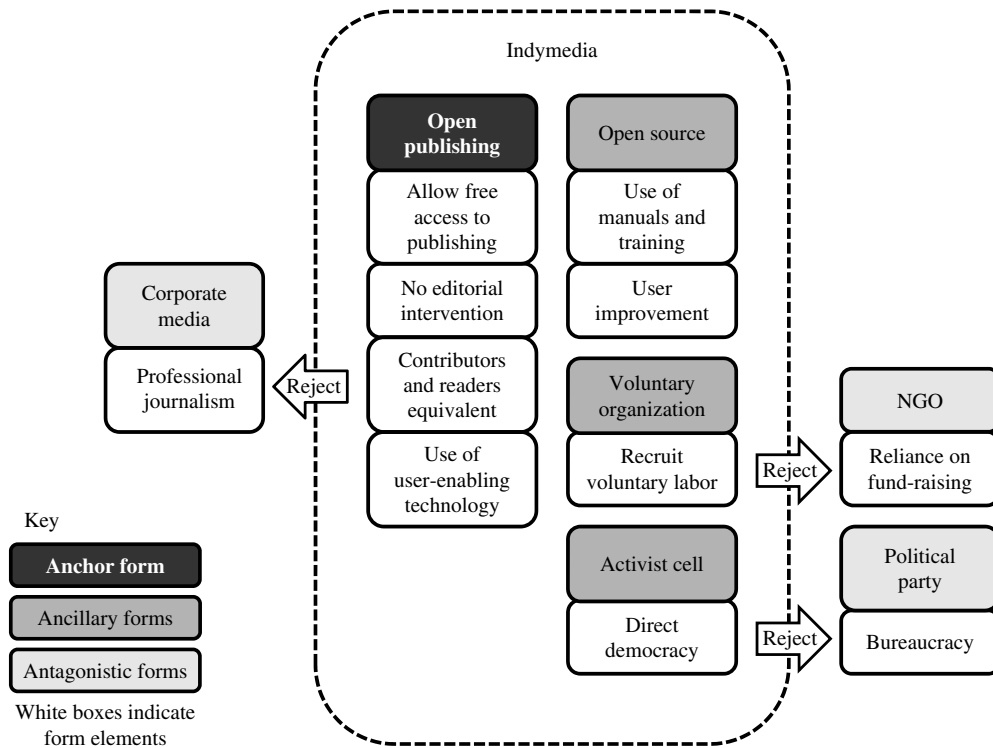 Indymedia
Open
publishing
Allow free
access to
publishing
No editorial
intervention
Contributors
and readers
equivalent
Use of
user-enabling
technology
Open source
Use of
manuals and
training
User
improvement
Voluntary
organization
Recruit
voluntary labor
Activist cell
Direct
democracy
Corporate
media
Professional
journalism
Reject
Reject
NGO
Reliance on
fund-raising
Reject
Political
party
Bureaucracy
Key
Anchor form
Ancillary forms
Antagonistic forms
White boxes indicate
form elements